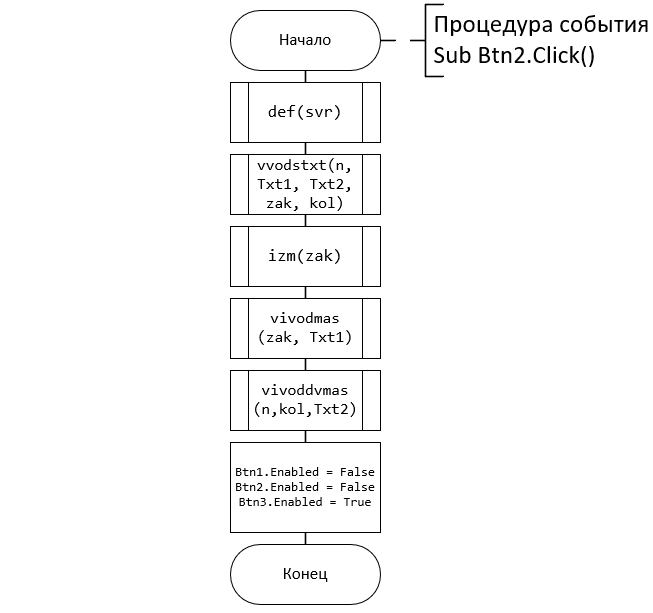 Начало
Процедура события
Sub Btn2.Click()
def(svr)
vvodstxt(n,
Txt1, Txt2,
zak, kol)
izm(zak)
vivodmas
(zak, Txt1)
vivoddvmas
(n,kol,Txt2)
Btn1.Enabled = False
Btn2.Enabled = False
Btn3.Enabled = True
Конец